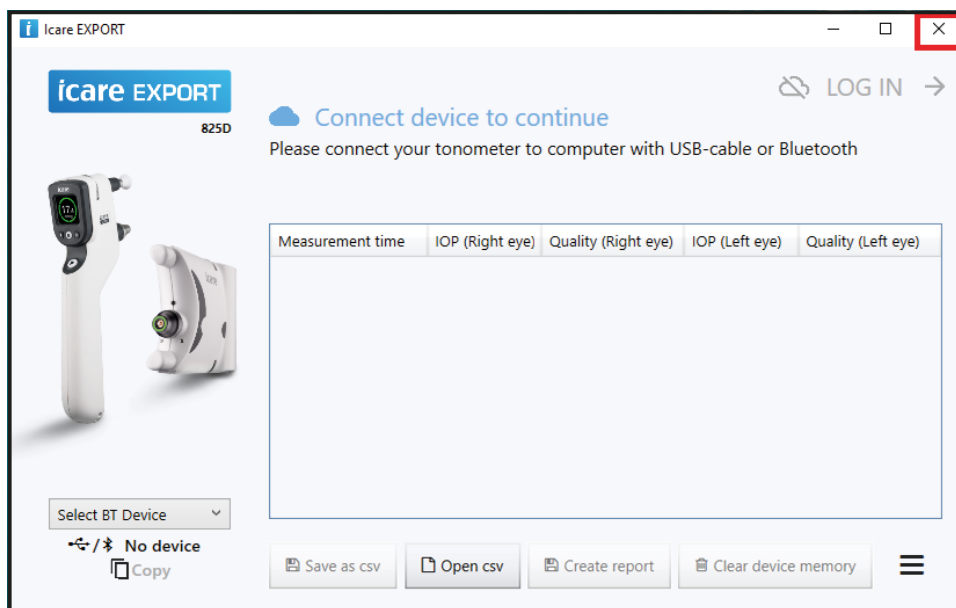 Icare EXPORT
icare EXPORT
825D
LOG IN
Connect device to continue
Please connect your tonometer to computer with USB-cable or Bluetooth
Measurement time IOP (Right eye) Quality (Right eye) IOP (Left eye) Quality (Left eye)
Select BT Device
No device
Copy
Save as csv Open csv Create report Clear device memory